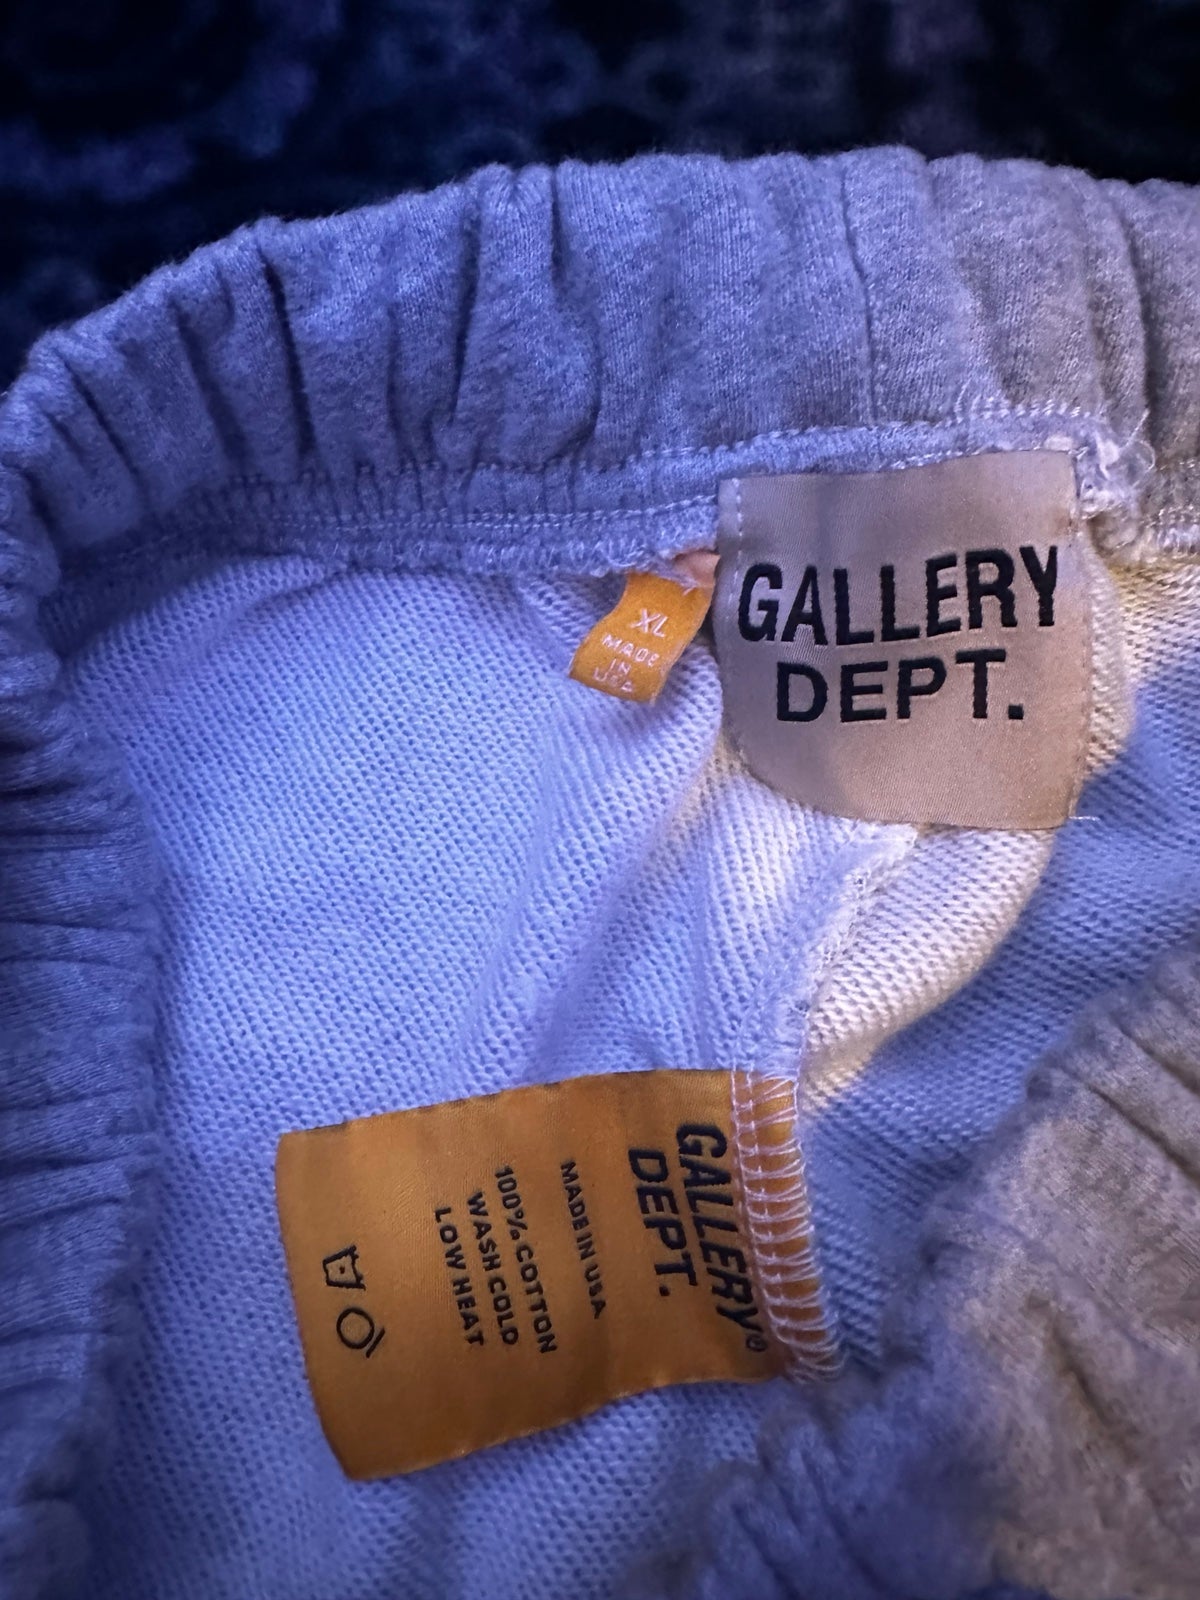 GALLERY
DEPT.
XL
MADE
IN
USA
GALLERY®
DEPT.
MADE IN USA
100% COTTON
WASH COLD
LOW HEAT